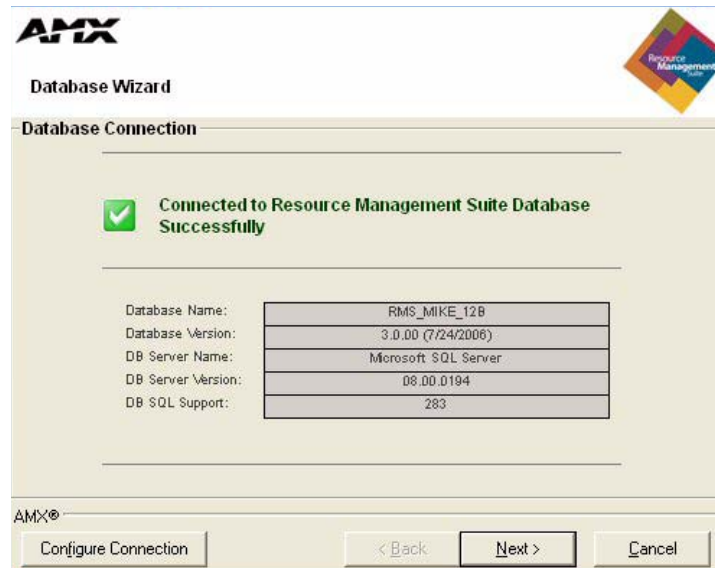 AMX
Resource
Management
Suite
Database Wizard
Database Connection
Connected to Resource Management Suite Database
Successfully
Database Name: RMS_MIKE_12B
Database Version: 3.0.00 (7/24/2006)
DB Server Name: Microsoft SQL Server
DB Server Version: 08.00.0194
DB SQL Support: 283
AMX®
Configure Connection < Back Next > Cancel